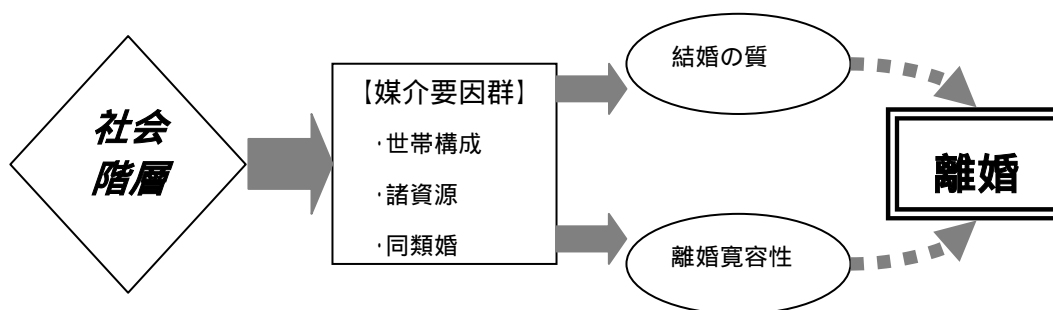 社会
階層
【媒介要因群】
·世帯構成
·諸資源
·同類婚
結婚の質
離婚寛容性
離婚